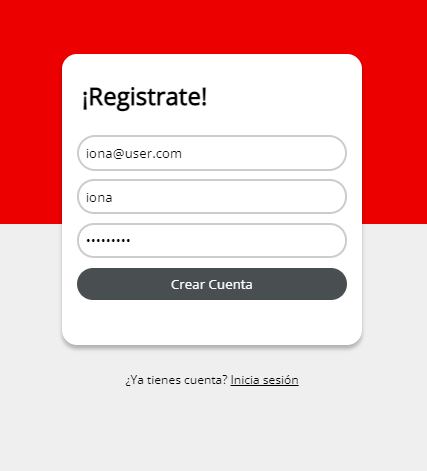 ¡Registrate!
iona@user.com
iona
•••••••••
Crear Cuenta
¿Ya tienes cuenta? Inicia sesión